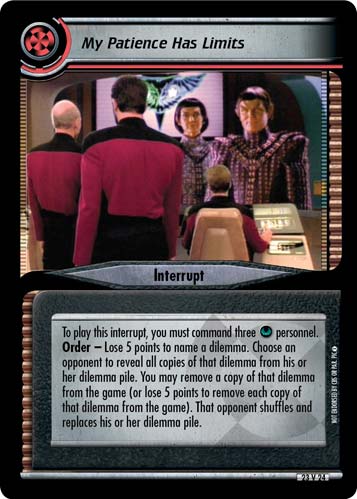 My Patience Has Limits
Interrupt
To play this interrupt, you must command three personnel.
Order – Lose 5 points to name a dilemma. Choose an
opponent to reveal all copies of that dilemma from his or
her dilemma pile. You may remove a copy of that dilemma
from the game (or lose 5 points to remove each copy of
that dilemma from the game). That opponent shuffles and
replaces his or her dilemma pile.
NOT ENDORSED BY CBS OR PAR. PIC.
23 V 24